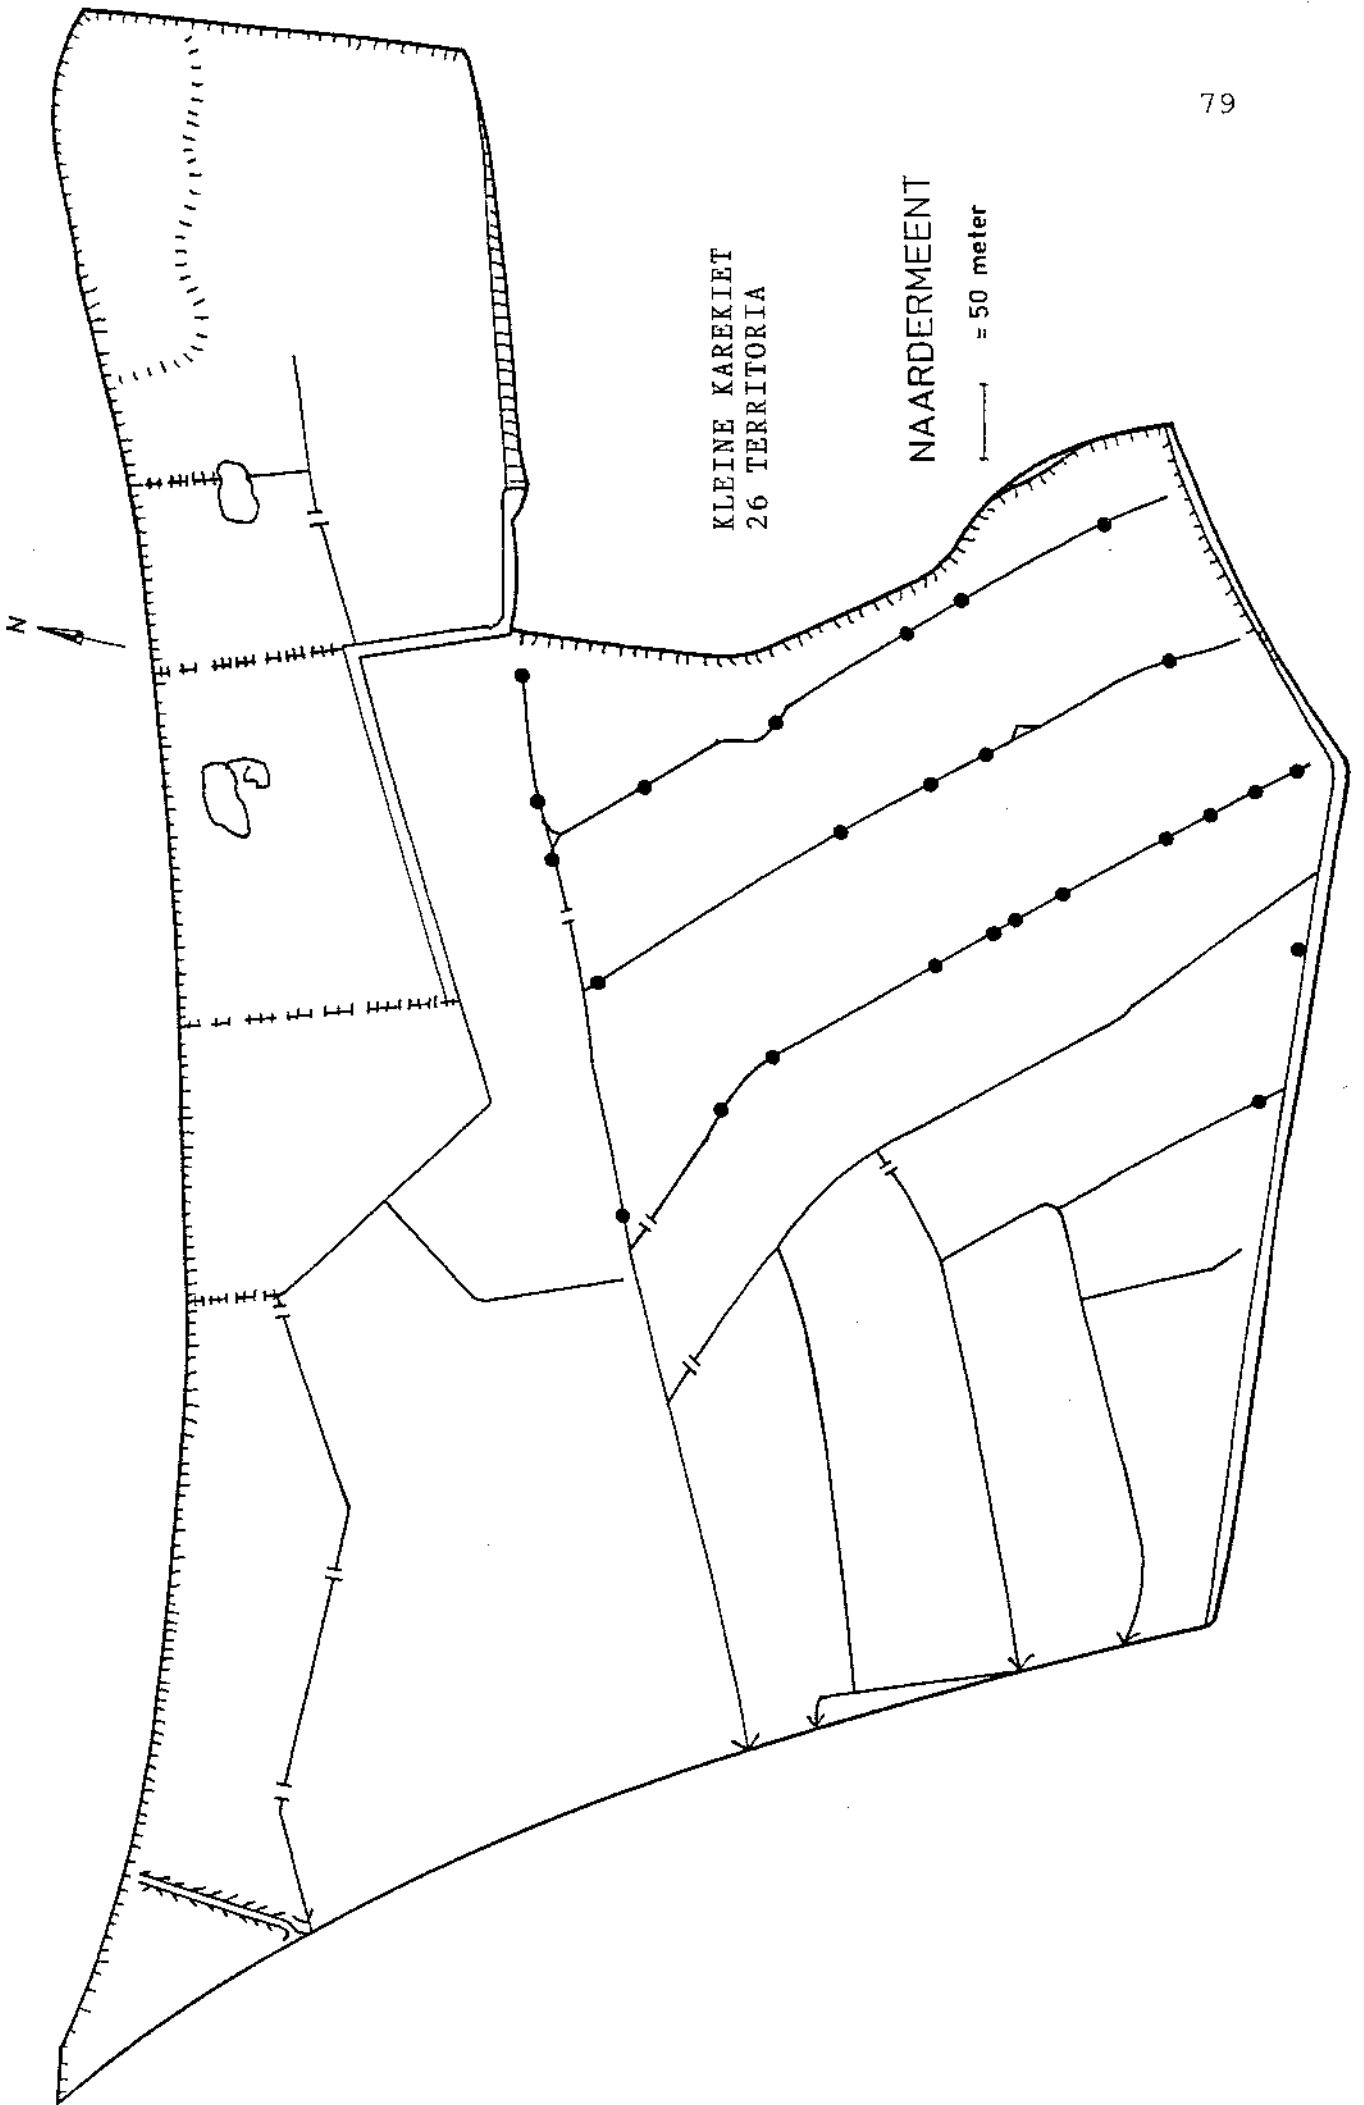 79
N
KLEINE KAREKIET
26 TERRITORIA
NAARDERMEENT
= 50 meter